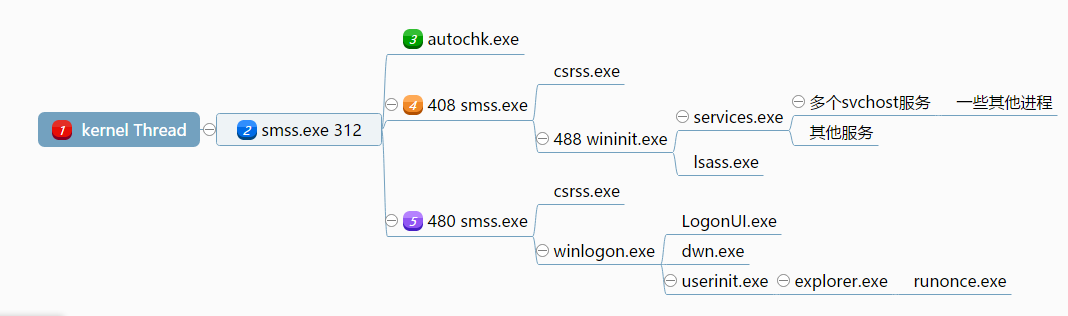 1 kernel Thread
2 smss.exe 312
3 autochk.exe
4 408 smss.exe
csrss.exe
488 wininit.exe
services.exe
多个svchost服务
一些其他进程
其他服务
lsass.exe
5 480 smss.exe
csrss.exe
winlogon.exe
LogonUI.exe
dwn.exe
userinit.exe
explorer.exe
runonce.exe